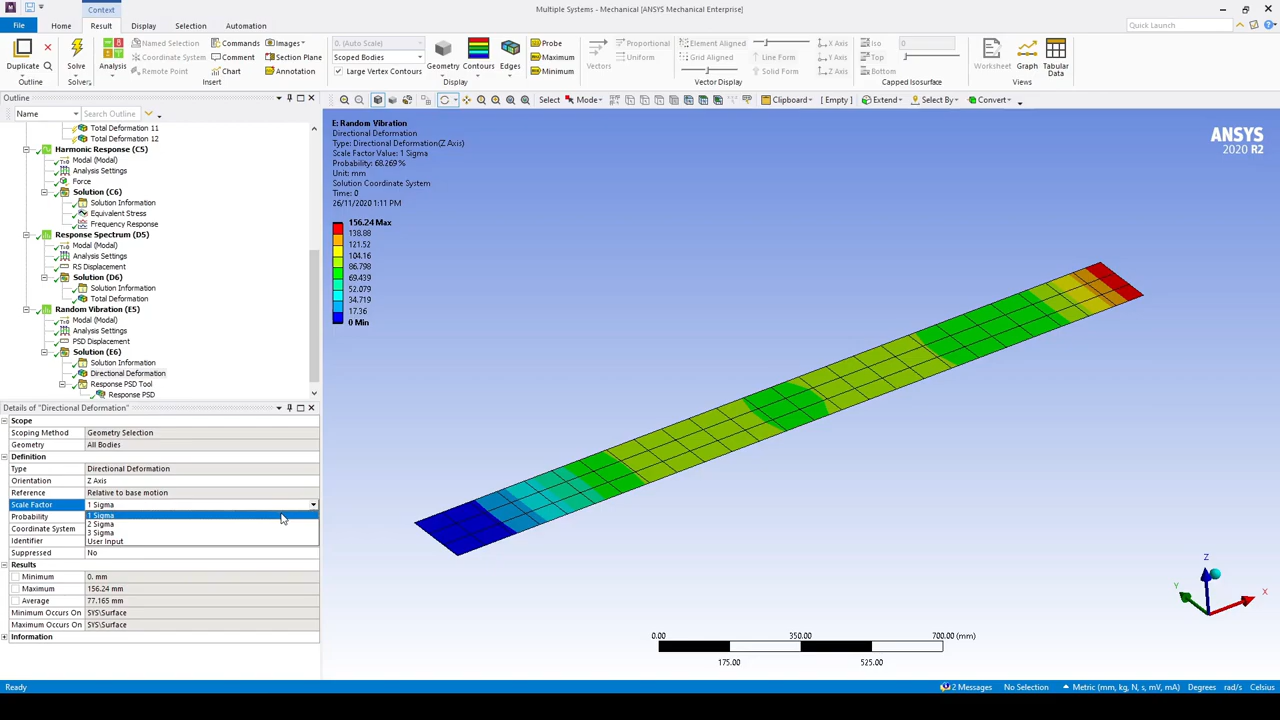 Context
Multiple Systems - Mechanical [ANSYS Mechanical Enterprise]
File Home Result Display Selection Automation Quick Launch
Duplicate
Outline
Solve
Solver
Analysis
Named Selection
Coordinate System
Remote Point
Commands
Comment
Chart
Images
Section Plane
Annotation
Insert
0. (Auto Scale)
Scoped Bodies
Large Vertex Contours
Geometry Contours Edges
Display
Probe
Maximum
Minimum
Vectors
Proportional
Uniform
Element Aligned
Grid Aligned
Line Form
Solid Form
X Axis
Y Axis
Z Axis
Vector Display
Iso 0
Top
Bottom
Capped Isosurface
Worksheet Graph Tabular Data
Views
Outline
Name Search Outline
Select Mode Clipboard [ Empty ] Extend Select By Convert
Total Deformation 11
Total Deformation 12
Harmonic Response (C5)
Modal (Modal)
Analysis Settings
Force
Solution (C6)
Solution Information
Equivalent Stress
Frequency Response
Response Spectrum (D5)
Modal (Modal)
Analysis Settings
RS Displacement
Solution (D6)
Solution Information
Total Deformation
Random Vibration (E5)
Modal (Modal)
Analysis Settings
PSD Displacement
Solution (E6)
Solution Information
Directional Deformation
Response PSD Tool
Response PSD
Details of "Directional Deformation"
Scope
Scoping Method Geometry Selection
Geometry All Bodies
Definition
Type Directional Deformation
Orientation Z Axis
Reference Relative to base motion
Scale Factor 1 Sigma
Probability 1 Sigma
2 Sigma
Coordinate System 3 Sigma
Identifier User Input
Suppressed No
Results
Minimum 0. mm
Maximum 156.24 mm
Average 77.165 mm
Minimum Occurs On SYS\Surface
Maximum Occurs On SYS\Surface
Information
E: Random Vibration
Directional Deformation
Type: Directional Deformation(Z Axis)
Scale Factor Value: 1 Sigma
Probability: 68.269 %
Unit: mm
Solution Coordinate System
Time: 0
26/11/2020 1:11 PM
156.24 Max
138.88
121.52
104.16
86.798
69.439
52.079
34.719
17.36
0 Min
ANSYS
2020 R2
0.00 350.00 700.00 (mm)
175.00 525.00
Z
Y
X
Ready 2 Messages No Selection Metric (mm, kg, N, s, mV, mA) Degrees rad/s Celsius